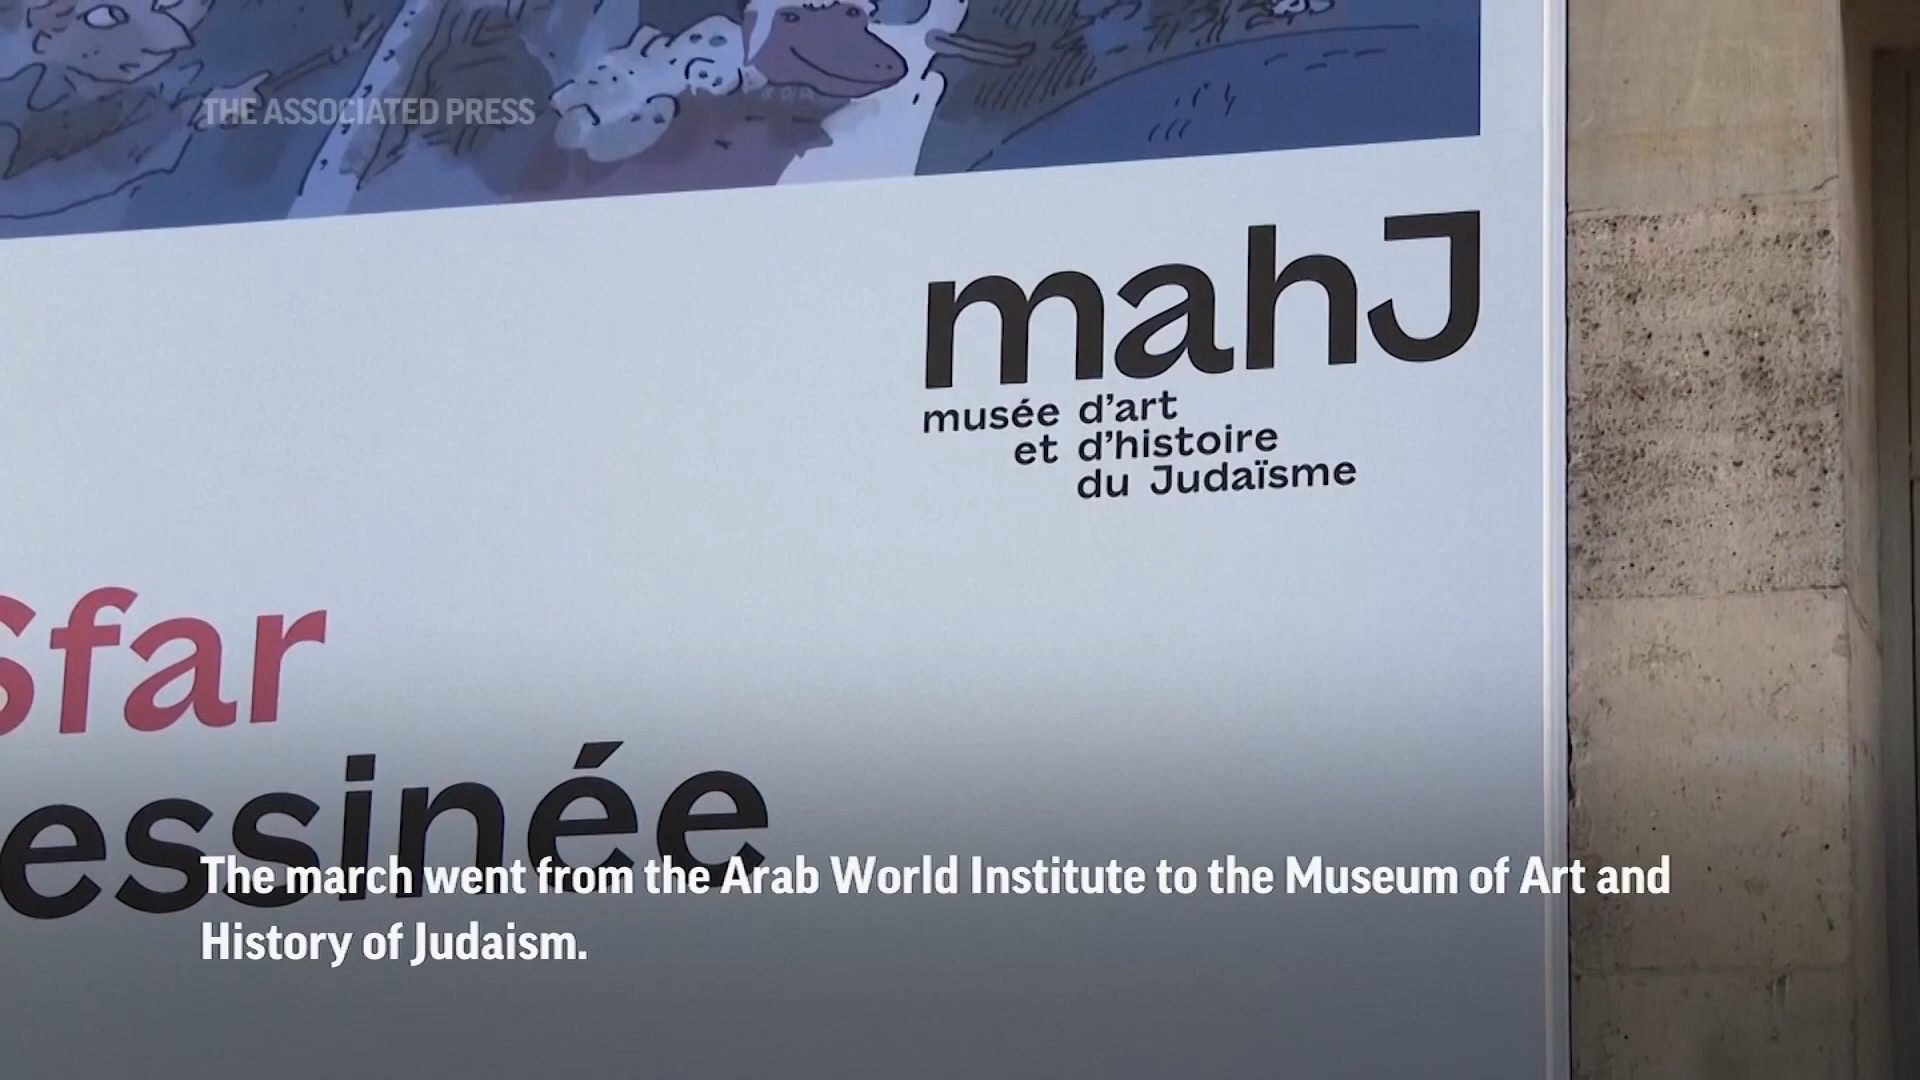 THE ASSOCIATED PRESS
mahJ
musée d'art
et d'histoire
du Judaïsme
Sfar
essinée
The march went from the Arab World Institute to the Museum of Art and
History of Judaism.